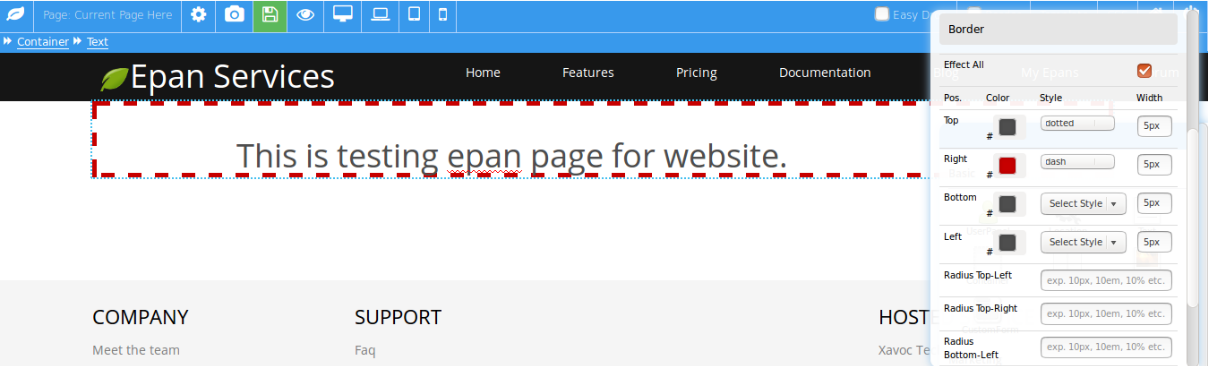 Page: Current Page Here
Easy D
Container Text
Epan Services
Home Features Pricing Documentation Blog My Epans
This is testing epan page for website.
COMPANY
Meet the team
SUPPORT
Faq
HOST
Xavoc Te
Border
Effect All
Pos. Color Style Width
Top # dotted 5px
Right # dash 5px
Bottom # Select Style 5px
Left # Select Style 5px
Radius Top-Left exp. 10px, 10em, 10% etc.
Radius Top-Right exp. 10px, 10em, 10% etc.
Radius
Bottom-Left exp. 10px, 10em, 10% etc.